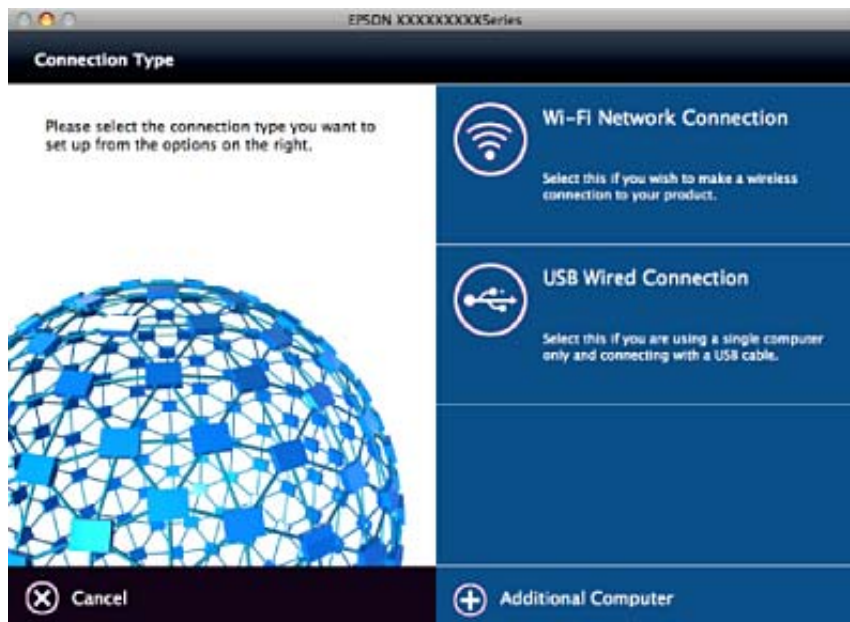 EPSON XXXXXXXXXSeries
Connection Type
Please select the connection type you want to
set up from the options on the right.
Wi-Fi Network Connection
Select this if you wish to make a wireless
connection to your product.
USB Wired Connection
Select this if you are using a single computer
only and connecting with a USB cable.
Cancel
Additional Computer